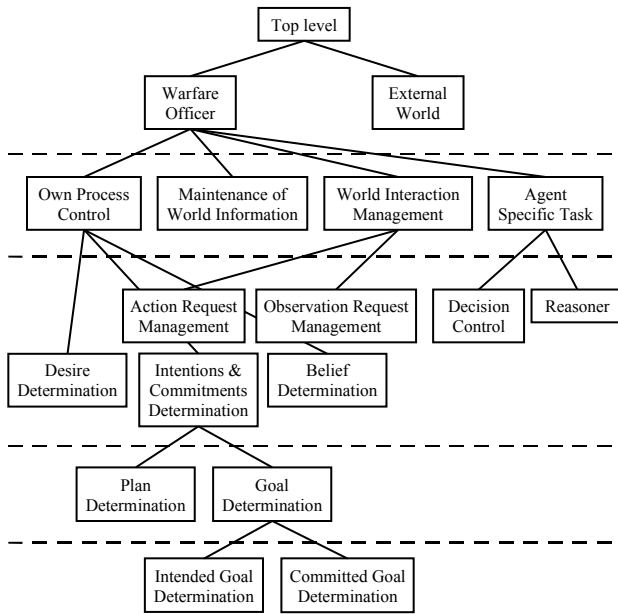 Top level
Warfare
Officer
External
World
Own Process
Control
Maintenance of
World Information
World Interaction
Management
Agent
Specific Task
Action Request
Management
Observation Request
Management
Decision
Control
Reasoner
Desire
Determination
Intentions &
Commitments
Determination
Belief
Determination
Plan
Determination
Goal
Determination
Intended Goal
Determination
Committed Goal
Determination